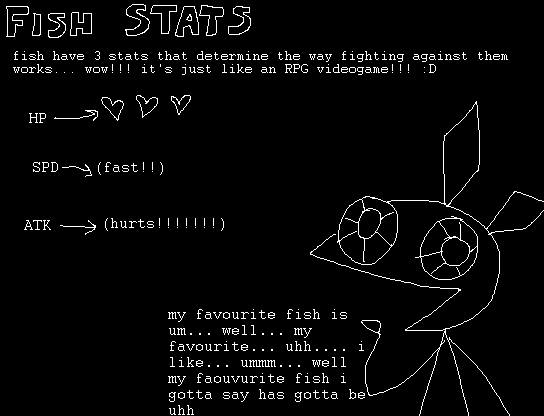 FISH STATS
fish have 3 stats that determine the way fighting against them
works... wow!!! it's just like an RPG videogame!!! :D
HP
SPD (fast!!)
ATK (hurts!!!!!!!)
my favourite fish is
um... well... my
favourite... uhh.... i
like... ummm... well
my faouvurite fish i
gotta say has gotta be
uhh